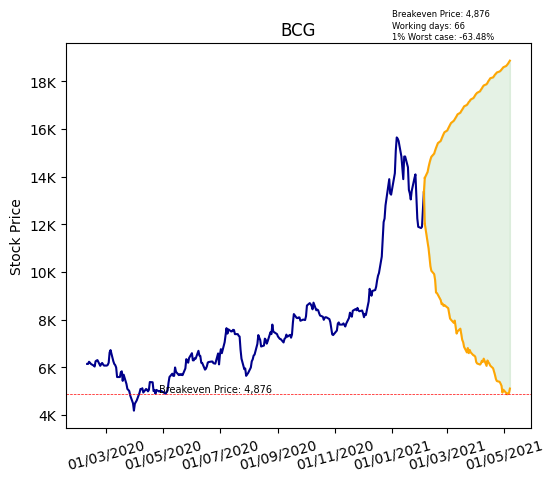 Breakeven Price: 4,876
Working days: 66
1% Worst case: -63.48%
BCG
Stock Price
18K
16K
14K
12K
10K
8K
6K
4K
Breakeven Price: 4,876
01/03/2020
01/05/2020
01/07/2020
01/09/2020
01/11/2020
01/01/2021
01/03/2021
01/05/2021